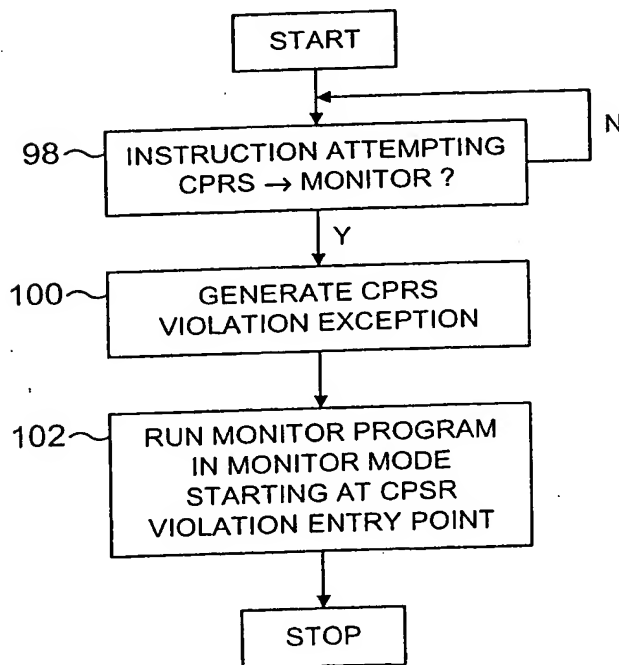 START
98
INSTRUCTION ATTEMPTING
CPRS → MONITOR ?
N
Y
100
GENERATE CPRS
VIOLATION EXCEPTION
102
RUN MONITOR PROGRAM
IN MONITOR MODE
STARTING AT CPSR
VIOLATION ENTRY POINT
STOP